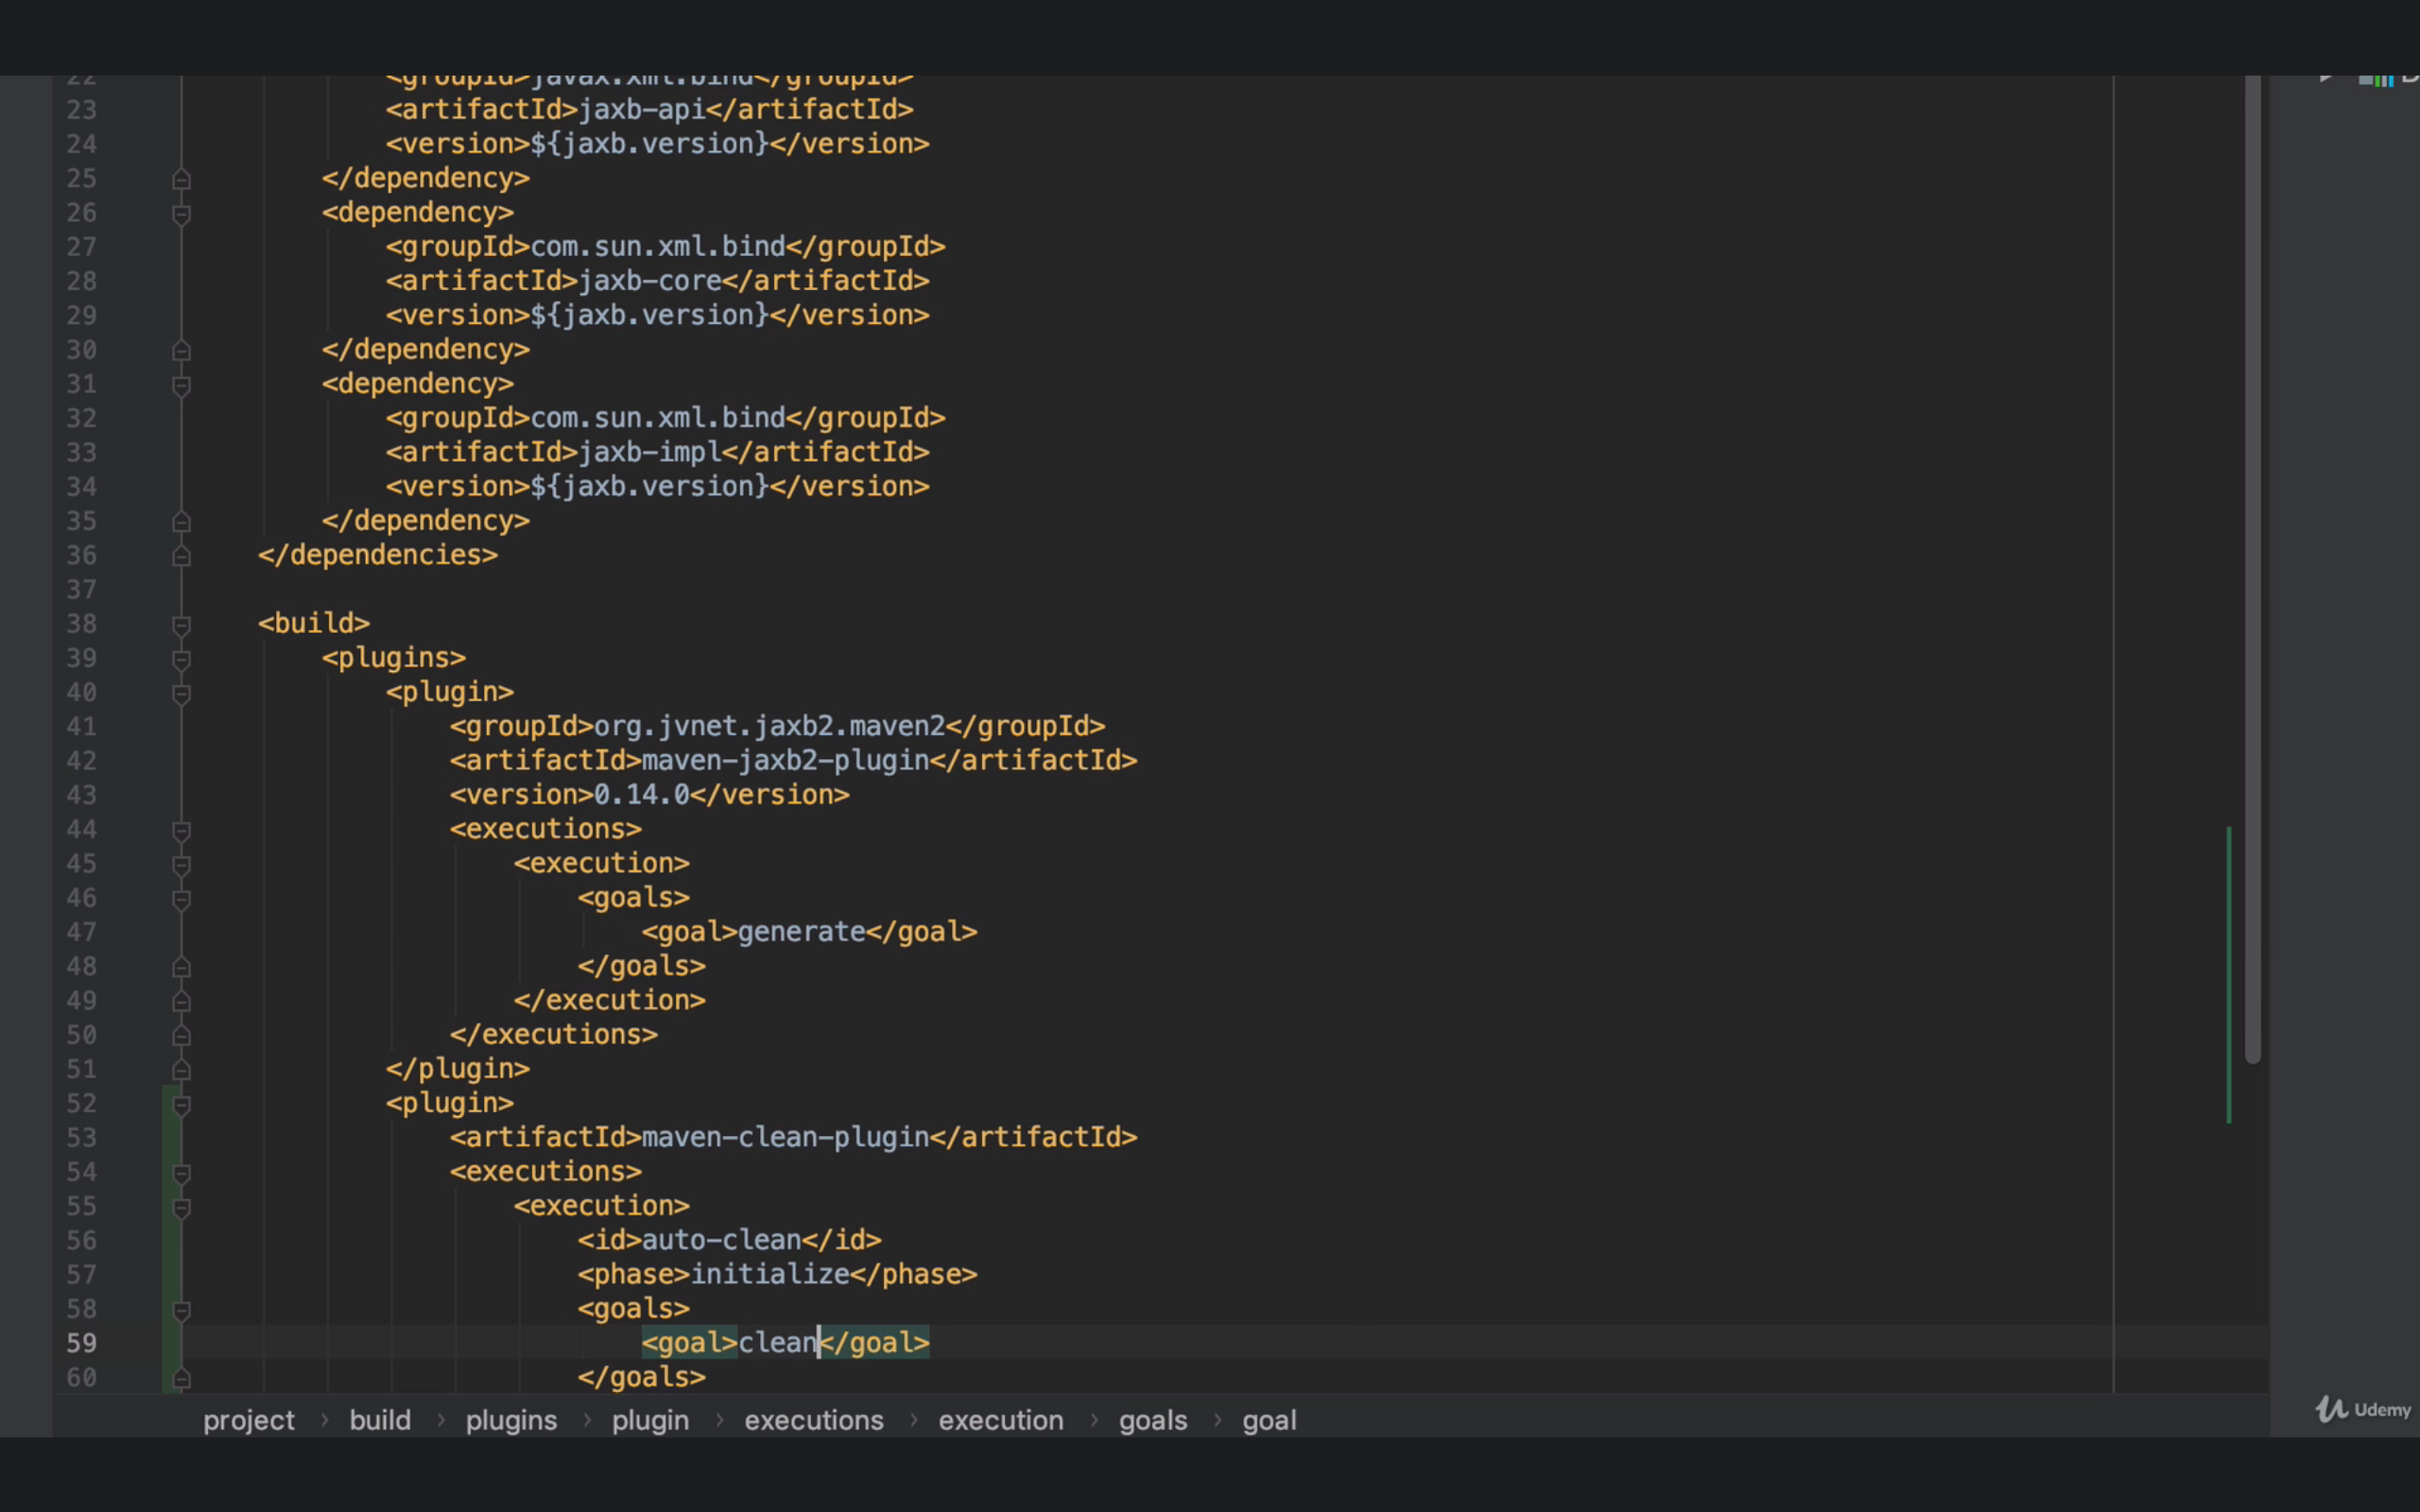 22 <groupId>javax.xml.bind</groupId>
23 <artifactId>jaxb-api</artifactId>
24 <version>${jaxb.version}</version>
25 </dependency>
26 <dependency>
27 <groupId>com.sun.xml.bind</groupId>
28 <artifactId>jaxb-core</artifactId>
29 <version>${jaxb.version}</version>
30 </dependency>
31 <dependency>
32 <groupId>com.sun.xml.bind</groupId>
33 <artifactId>jaxb-impl</artifactId>
34 <version>${jaxb.version}</version>
35 </dependency>
36 </dependencies>
37
38 <build>
39 <plugins>
40 <plugin>
41 <groupId>org.jvnet.jaxb2.maven2</groupId>
42 <artifactId>maven-jaxb2-plugin</artifactId>
43 <version>0.14.0</version>
44 <executions>
45 <execution>
46 <goals>
47 <goal>generate</goal>
48 </goals>
49 </execution>
50 </executions>
51 </plugin>
52 <plugin>
53 <artifactId>maven-clean-plugin</artifactId>
54 <executions>
55 <execution>
56 <id>auto-clean</id>
57 <phase>initialize</phase>
58 <goals>
59 <goal>clean</goal>
60 </goals>
project › build › plugins › plugin › executions › execution › goals › goal
Udemy